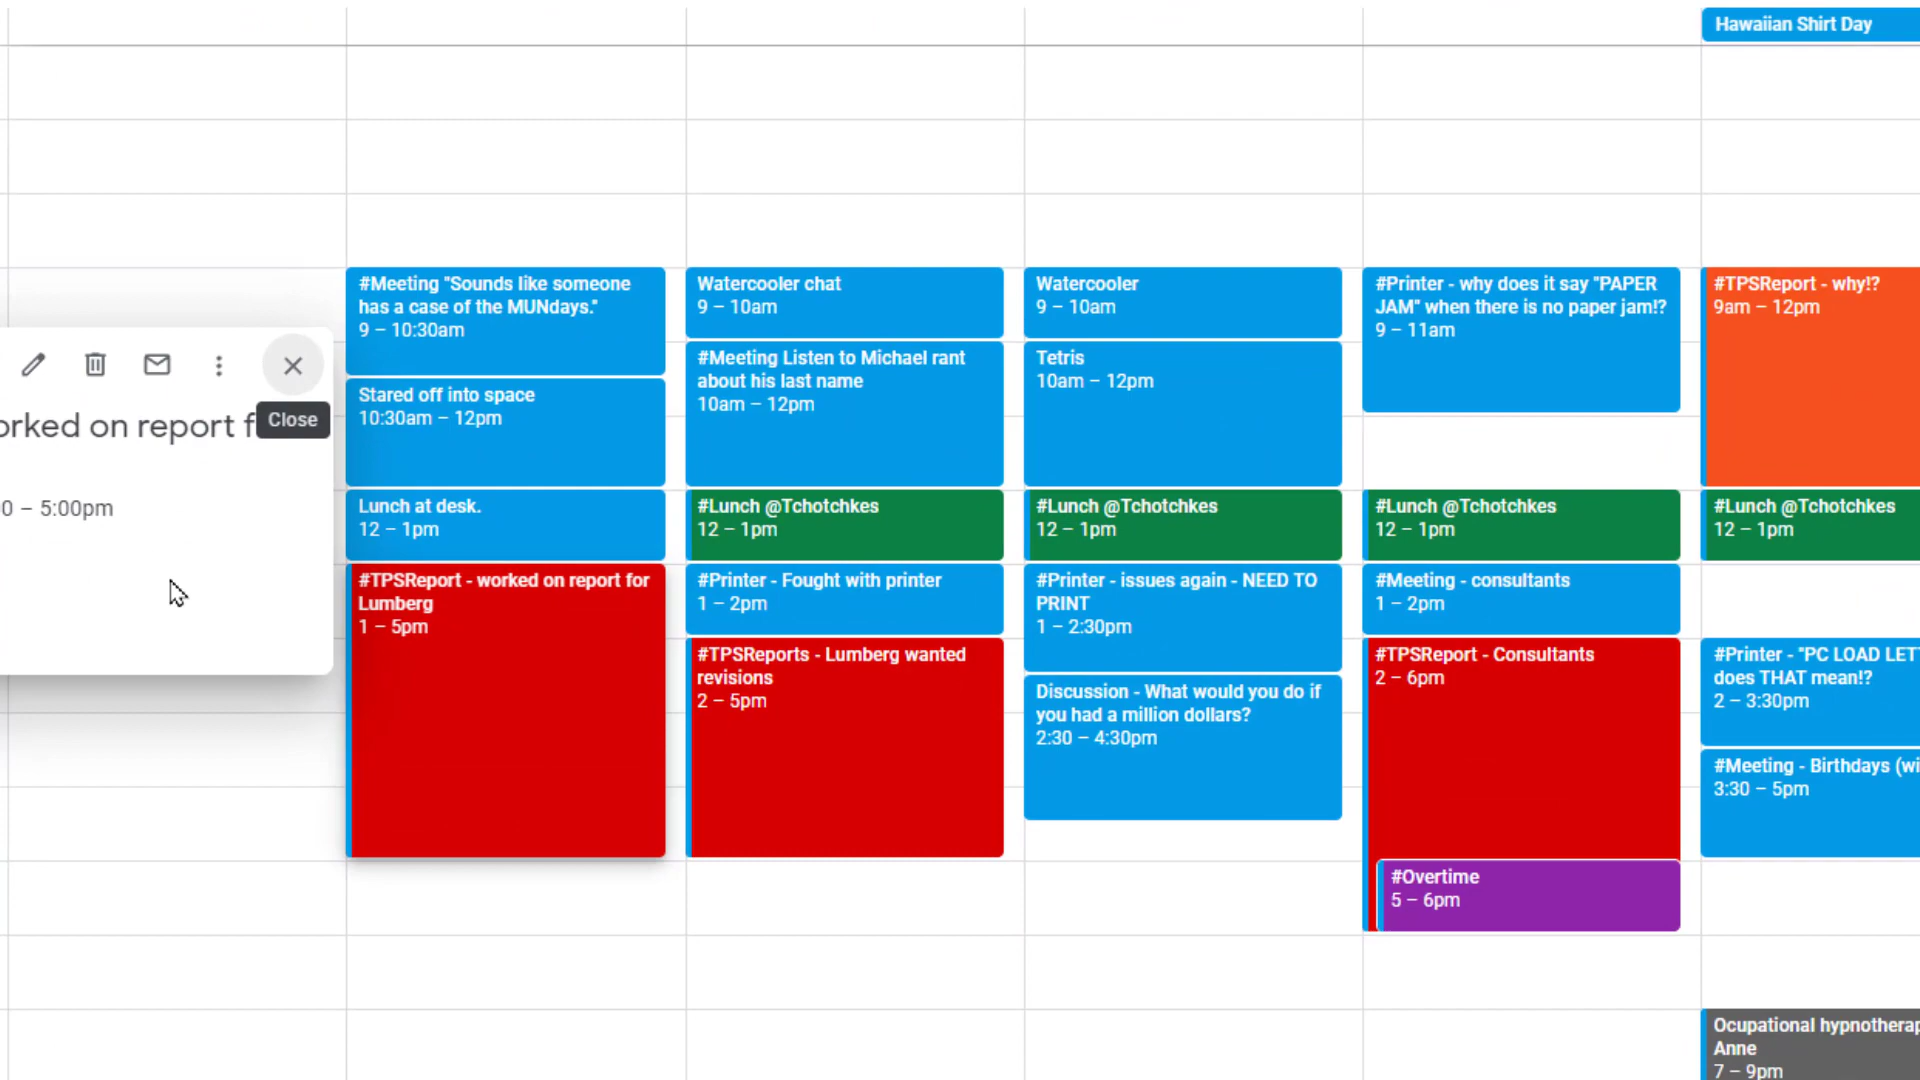 Hawaiian Shirt Day
orked on report f
Close
0 – 5:00pm
#Meeting "Sounds like someone
has a case of the MUNdays."
9 – 10:30am
Stared off into space
10:30am – 12pm
Lunch at desk.
12 – 1pm
#TPSReport - worked on report for
Lumberg
1 – 5pm
Watercooler chat
9 – 10am
#Meeting Listen to Michael rant
about his last name
10am – 12pm
#Lunch @Tchotchkes
12 – 1pm
#Printer - Fought with printer
1 – 2pm
#TPSReports - Lumberg wanted
revisions
2 – 5pm
Watercooler
9 – 10am
Tetris
10am – 12pm
#Lunch @Tchotchkes
12 – 1pm
#Printer - issues again - NEED TO
PRINT
1 – 2:30pm
Discussion - What would you do if
you had a million dollars?
2:30 – 4:30pm
#Printer - why does it say "PAPER
JAM" when there is no paper jam!?
9 – 11am
#Lunch @Tchotchkes
12 – 1pm
#Meeting - consultants
1 – 2pm
#TPSReport - Consultants
2 – 6pm
#Overtime
5 – 6pm
#TPSReport - why!?
9am – 12pm
#Lunch @Tchotchkes
12 – 1pm
#Printer - "PC LOAD LET
does THAT mean!?
2 – 3:30pm
#Meeting - Birthdays (wi
3:30 – 5pm
Ocupational hypnotherap
Anne
7 – 9pm